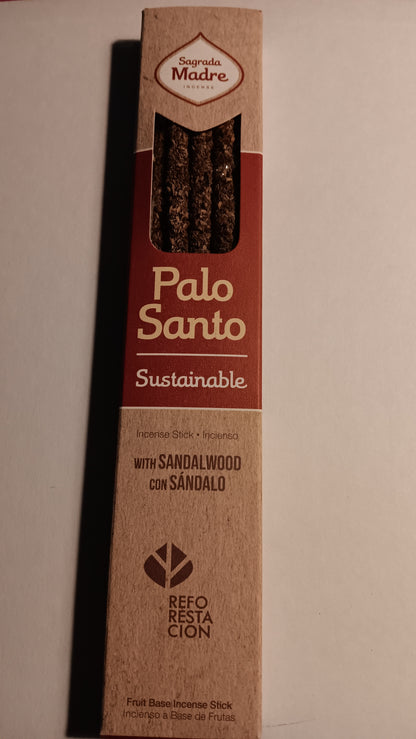 Sagrada
Madre
INCENSE
Palo
Santo
Sustainable
Incense Stick • Incienso
WITH SANDALWOOD
CON SÁNDALO
REFO
RESTA
CION
Fruit Base Incense Stick
Incienso a Base de Frutas